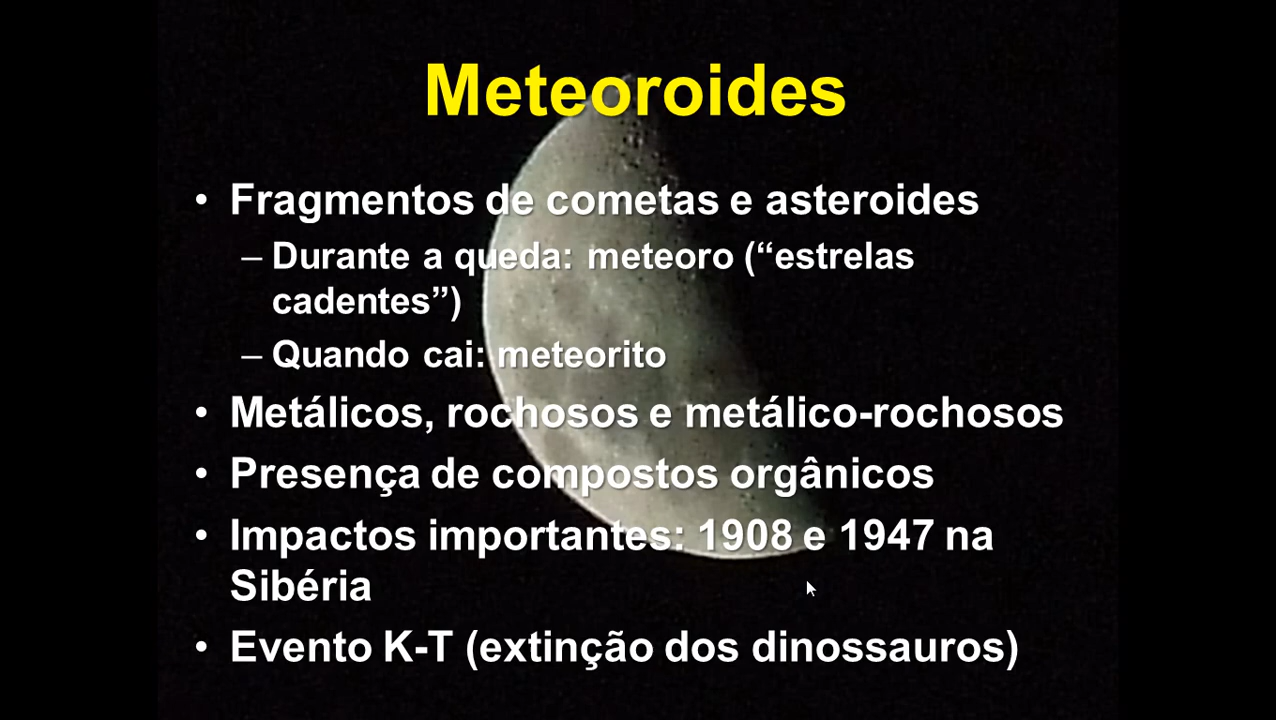 Meteoroides
• Fragmentos de cometas e asteroides
– Durante a queda: meteoro (“estrelas
cadentes”)
– Quando cai: meteorito
• Metálicos, rochosos e metálico-rochosos
• Presença de compostos orgânicos
• Impactos importantes: 1908 e 1947 na
Sibéria
• Evento K-T (extinção dos dinossauros)